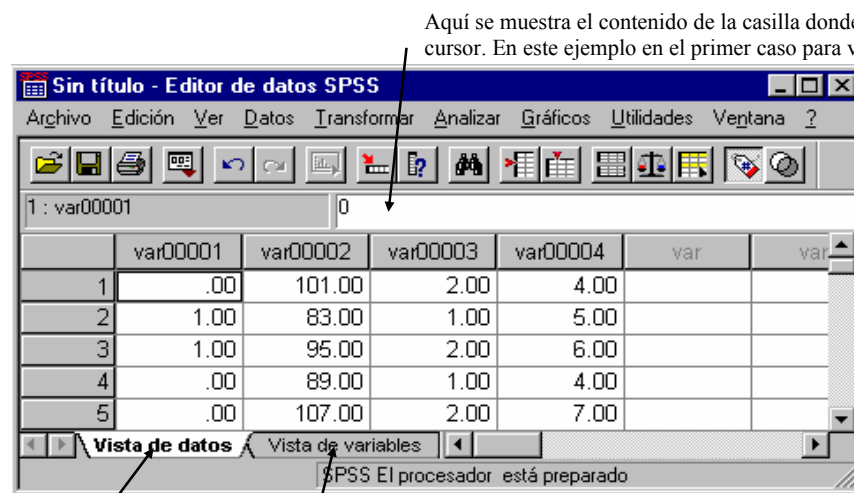 Aquí se muestra el contenido de la casilla donde
cursor. En este ejemplo en el primer caso para v
SPSS Sin título - Editor de datos SPSS
Archivo Edición Ver Datos Transformar Analizar Gráficos Utilidades Ventana ?
1 : var00001 0
var00001 var00002 var00003 var00004 var var
1 .00 101.00 2.00 4.00
2 1.00 83.00 1.00 5.00
3 1.00 95.00 2.00 6.00
4 .00 89.00 1.00 4.00
5 .00 107.00 2.00 7.00
Vista de datos Vista de variables
SPSS El procesador está preparado